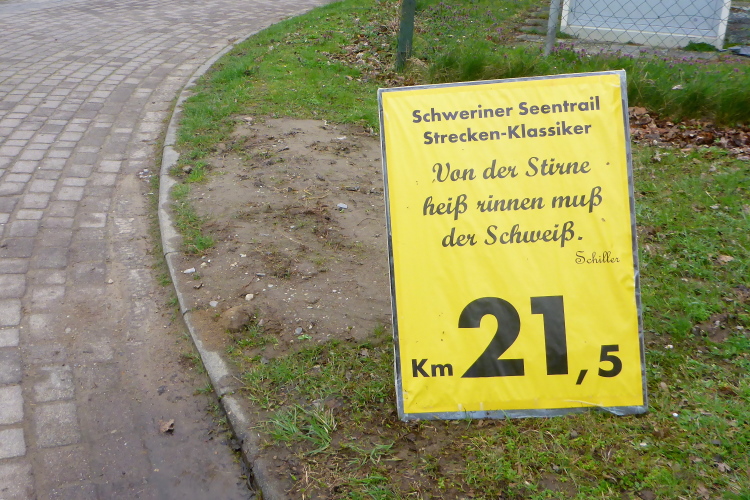 Schweriner Seentrail
Strecken-Klassiker
Von der Stirne
heiß rinnen muß
der Schweiß.
Schiller
Km 21,5